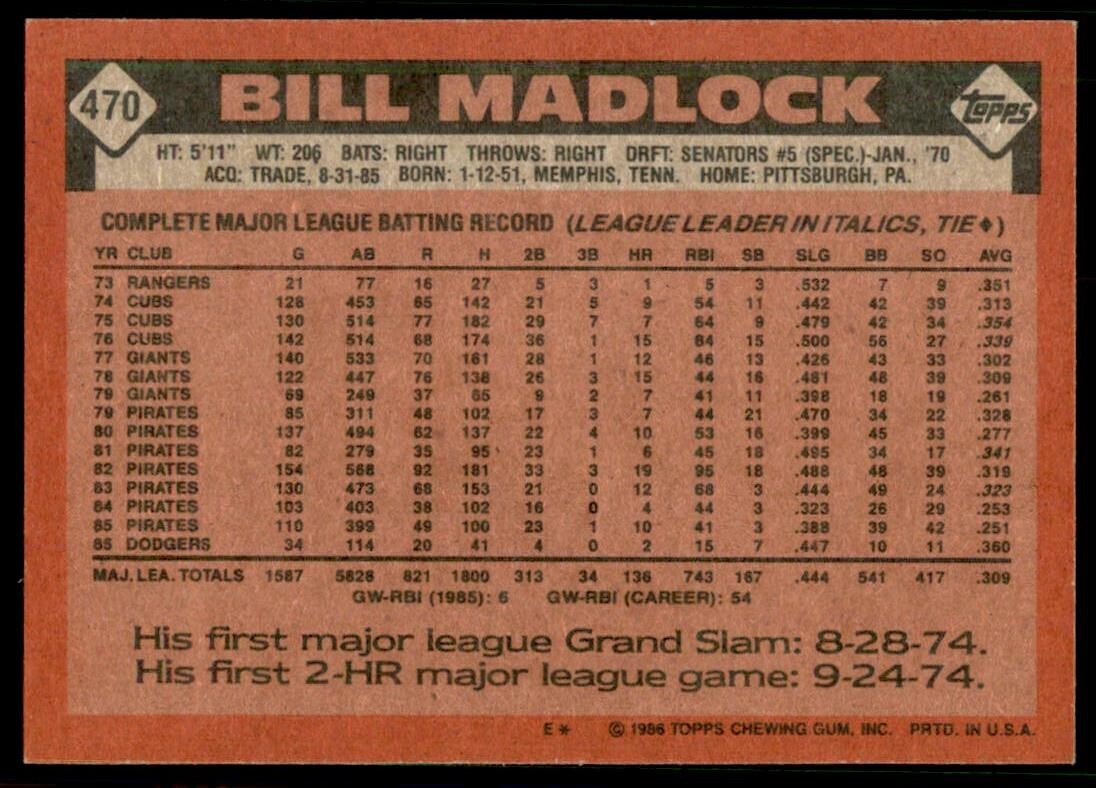 470 BILL MADLOCK Topps
HT: 5'11" WT: 206 BATS: RIGHT THROWS: RIGHT DRFT: SENATORS #5 (SPEC.)-JAN., '70
ACQ: TRADE, 8-31-85 BORN: 1-12-51, MEMPHIS, TENN. HOME: PITTSBURGH, PA.
COMPLETE MAJOR LEAGUE BATTING RECORD (LEAGUE LEADER IN ITALICS, TIE ♦)
YR CLUB G AB R H 2B 3B HR RBI SB SLG BB SO AVG
73 RANGERS 21 77 16 27 5 3 1 5 3 .532 7 9 .351
74 CUBS 128 453 65 142 21 5 9 54 11 .442 42 39 .313
75 CUBS 130 514 77 182 29 7 7 64 9 .479 42 34 .354
76 CUBS 142 514 68 174 36 1 15 84 15 .500 56 27 .339
77 GIANTS 140 533 70 161 28 1 12 46 13 .426 43 33 .302
78 GIANTS 122 447 76 138 26 3 15 44 16 .481 48 39 .309
79 GIANTS 69 249 37 65 9 2 7 41 11 .398 18 19 .261
79 PIRATES 85 311 48 102 17 3 7 44 21 .470 34 22 .328
80 PIRATES 137 494 62 137 22 4 10 53 16 .399 45 33 .277
81 PIRATES 82 279 35 95 23 1 6 45 18 .495 34 17 .341
82 PIRATES 154 568 92 181 33 3 19 95 18 .488 48 39 .319
83 PIRATES 130 473 68 153 21 0 12 68 3 .444 49 24 .323
84 PIRATES 103 403 38 102 16 0 4 44 3 .323 26 29 .253
85 PIRATES 110 399 49 100 23 1 10 41 3 .388 39 42 .251
85 DODGERS 34 114 20 41 4 0 2 15 7 .447 10 11 .360
MAJ. LEA. TOTALS 1587 5828 821 1800 313 34 136 743 167 .444 541 417 .309
GW-RBI (1985): 6 GW-RBI (CAREER): 54
His first major league Grand Slam: 8-28-74.
His first 2-HR major league game: 9-24-74.
E* © 1986 TOPPS CHEWING GUM, INC. PRTD. IN U.S.A.